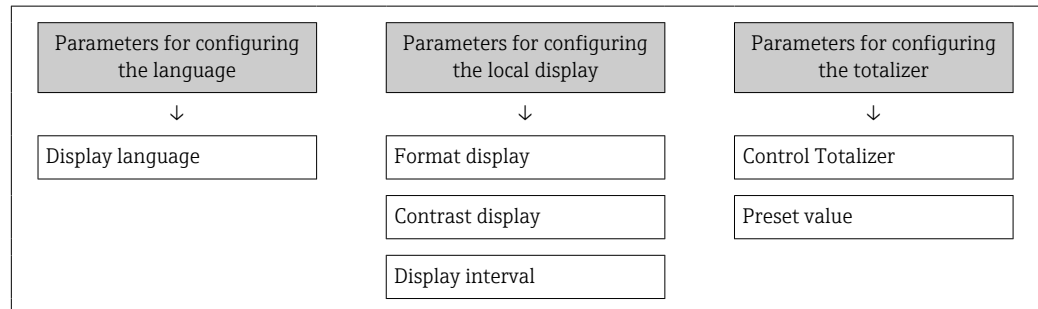 Parameters for configuring
the language
↓
Display language
Parameters for configuring
the local display
↓
Format display
Contrast display
Display interval
Parameters for configuring
the totalizer
↓
Control Totalizer
Preset value